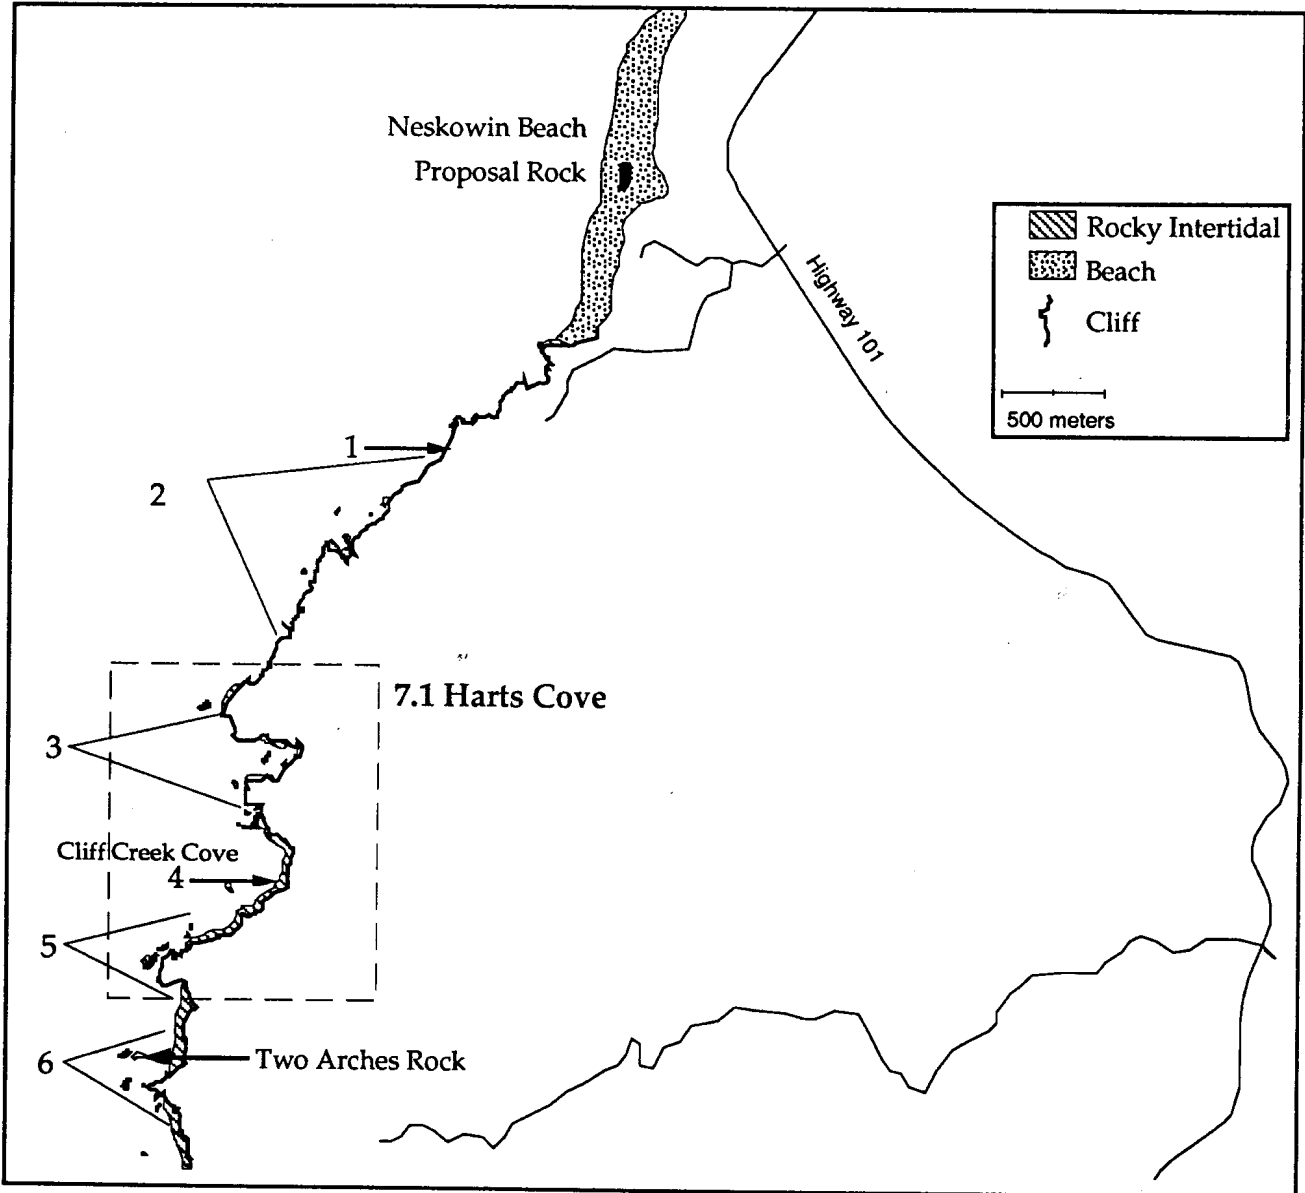 Neskowin Beach
Proposal Rock
Rocky Intertidal
Beach
Cliff
500 meters
Highway 101
1
2
7.1 Harts Cove
3
Cliff Creek Cove
4
5
6
Two Arches Rock